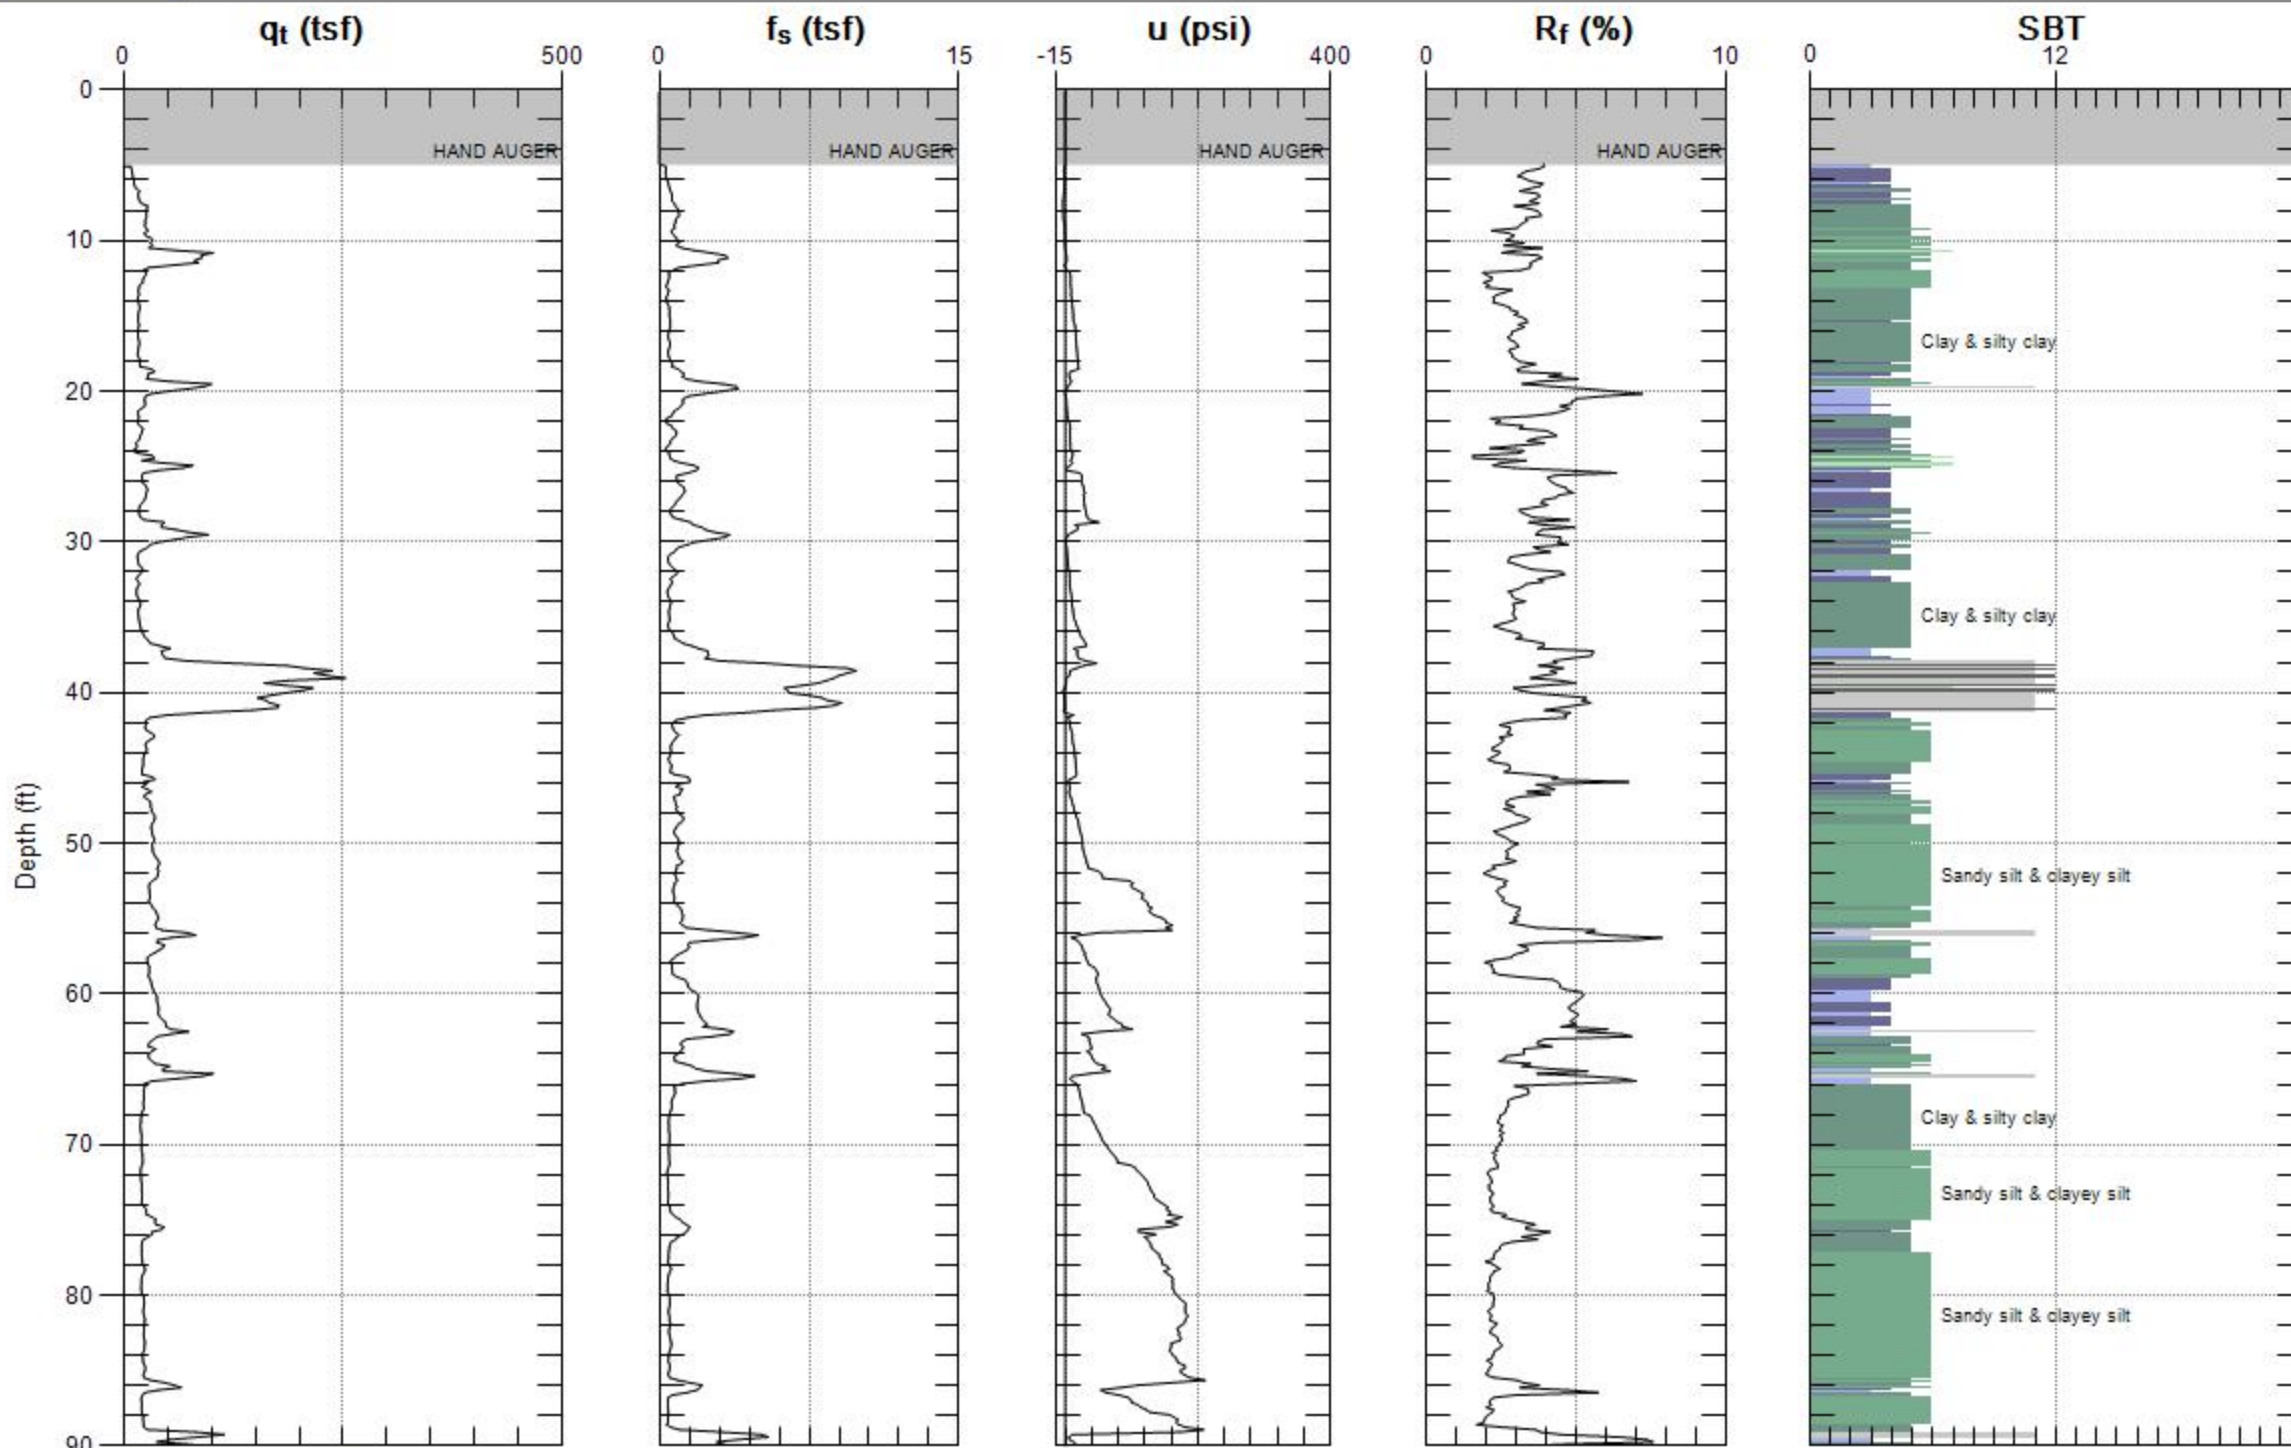 qt (tsf) fs (tsf) u (psi) Rf (%) SBT
0 500 0 15 -15 400 0 10 0 12
0
HAND AUGER HAND AUGER HAND AUGER HAND AUGER
10
Clay & silty clay
20
30
Clay & silty clay
40
Depth (ft)
50
Sandy silt & clayey silt
60
Clay & silty clay
70
Sandy silt & clayey silt
80
Sandy silt & clayey silt
90